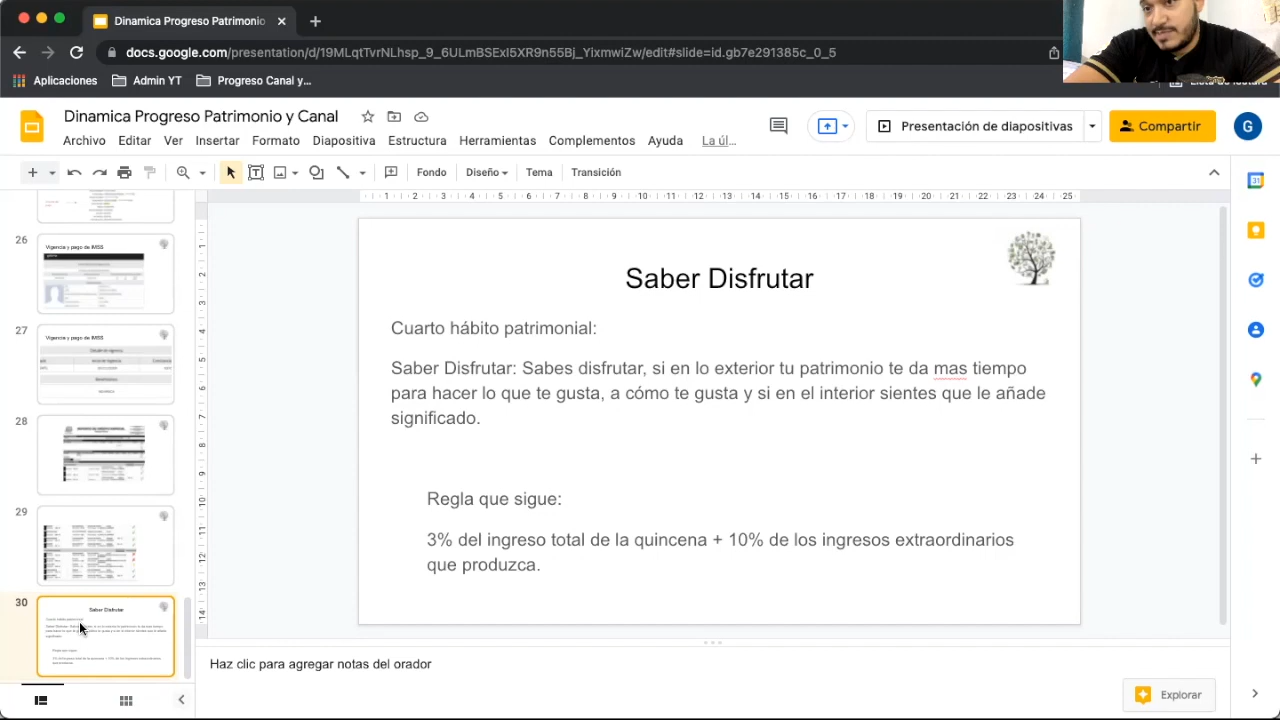 Dinamica Progreso Patrimonio
docs.google.com/presentation/d/19MLqTVrNLhso_9_6ULkBSExI5XR9n55Bj_YixmwiZw/edit#slide=id.gb7e291385c_0_5
Aplicaciones
Admin YT
Progreso Canal y...
Dinamica Progreso Patrimonio y Canal
Archivo
Editar
Ver
Insertar
Formato
Diapositiva
Complementos
Ayuda
La úl...
Presentación de diapositivas
Compartir
G
Fondo
Diseño
Tema
Transición
26
Vigencia y pago de IMSS
27
Vigencia y pago de IMSS
28
29
30
Saber Disfrutar
Saber Disfrutar
Cuarto hábito patrimonial:
Saber Disfrutar: Sabes disfrutar, si en lo exterior tu patrimonio te da mas tiempo
para hacer lo que te gusta, a cómo te gusta y si en el interior sientes que le añade
significado.
Regla que sigue:
3% del ingreso total de la quincena + 10% de los ingresos extraordinarios
que produzca.
Haz clic para agregar notas del orador
Explorar